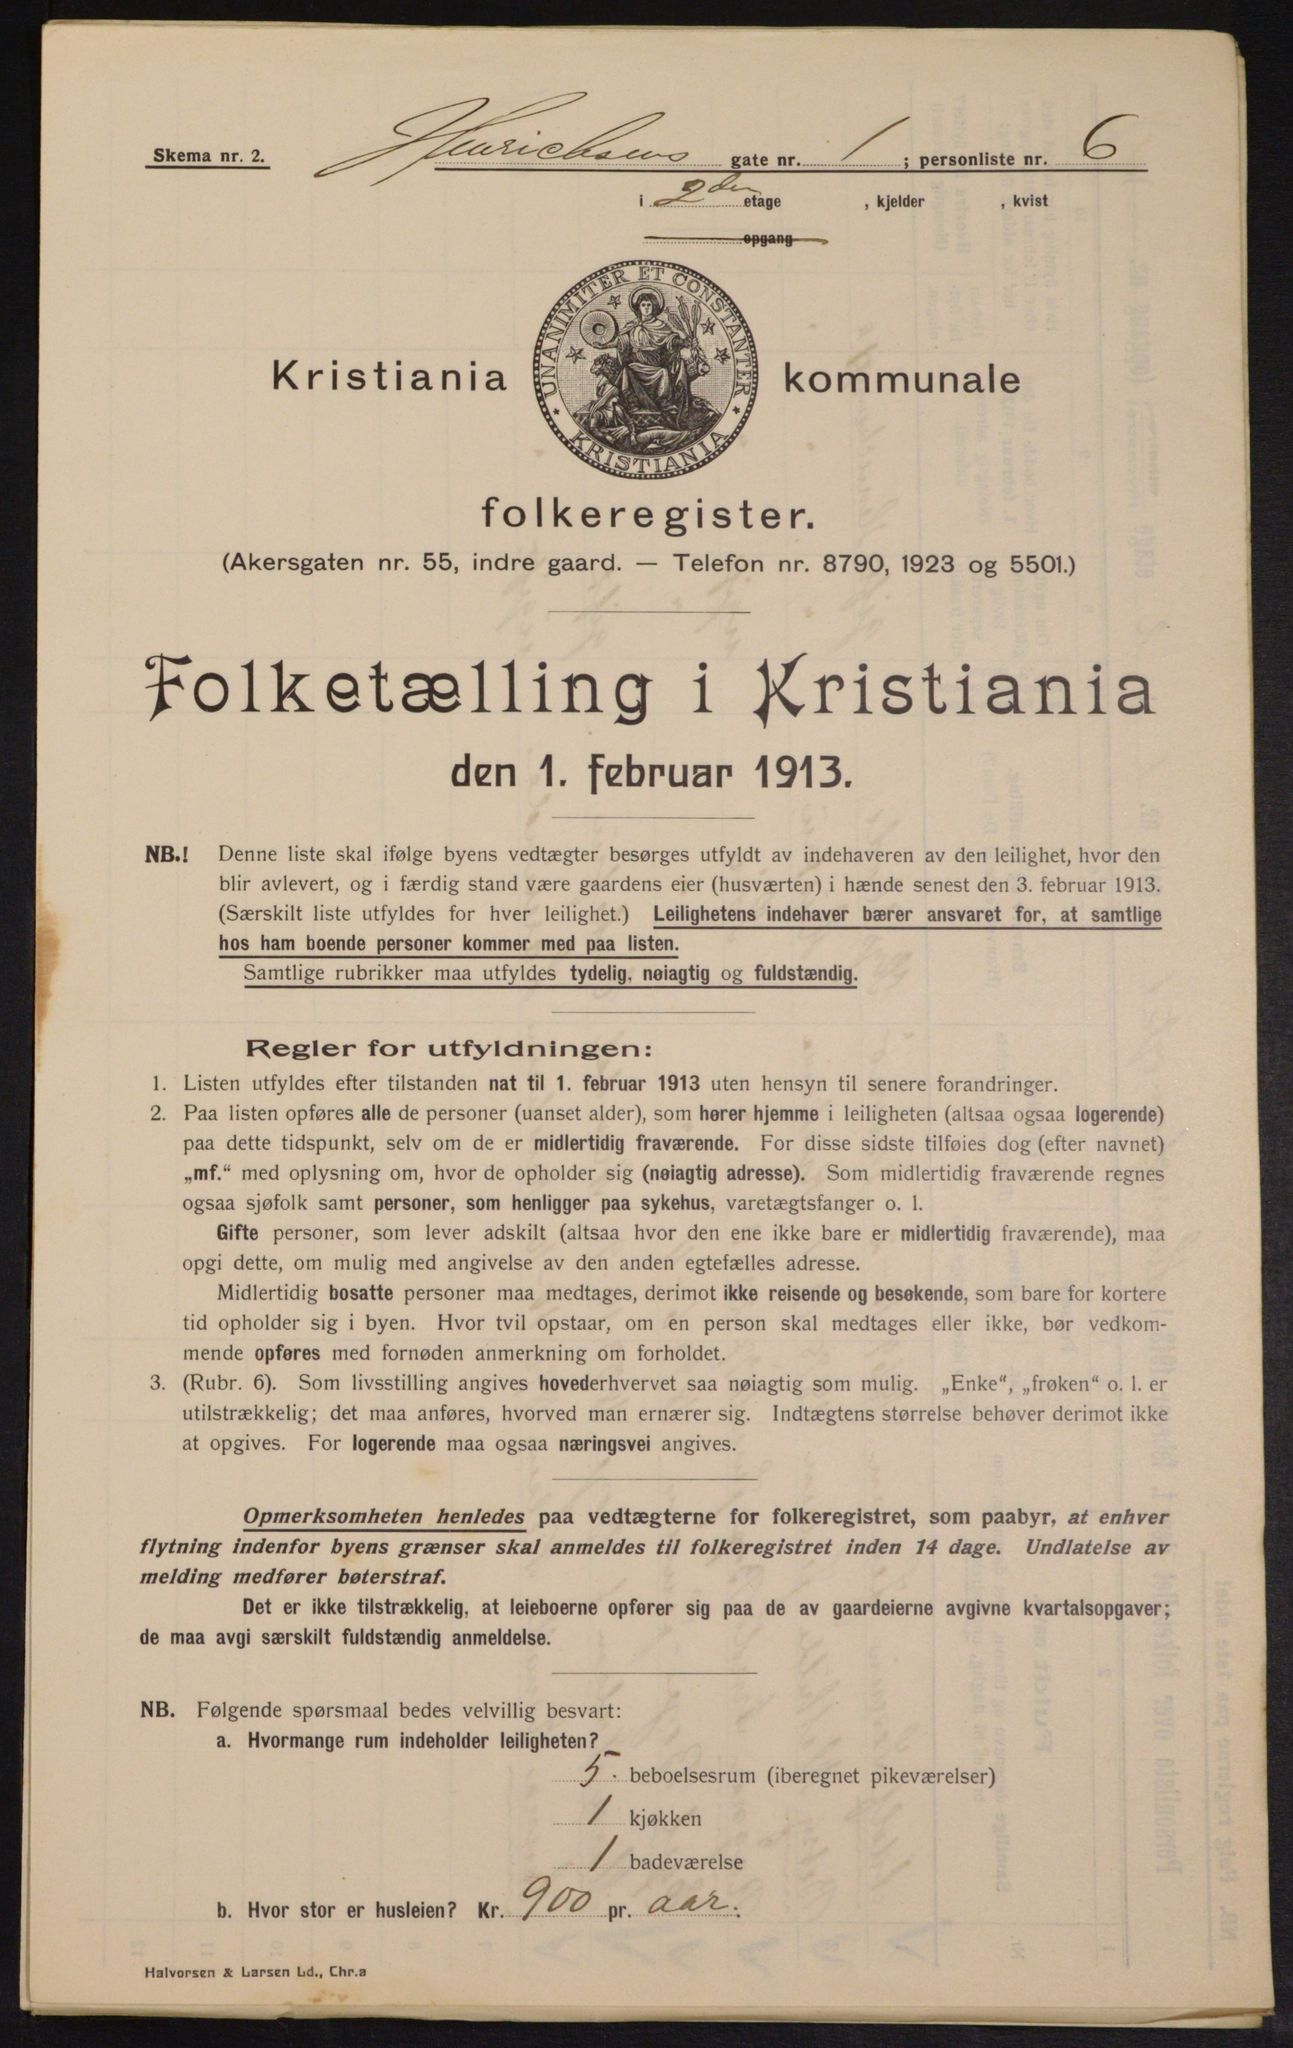 Skema nr. 2. Hinrichsens gate nr. 1 ; personliste nr. 6
i 2den etage , kjelder , kvist
opgang
UNANIMITER ET CONSTANTER
* KRISTIANIA *
Kristiania kommunale
folkeregister.
(Akersgaten nr. 55, indre gaard. — Telefon nr. 8790, 1923 og 5501.)
Folketælling i Kristiania
den 1. februar 1913.
NB.! Denne liste skal ifølge byens vedtægter besørges utfyldt av indehaveren av den leilighet, hvor den
blir avlevert, og i færdig stand være gaardens eier (husværten) i hænde senest den 3. februar 1913.
(Særskilt liste utfyldes for hver leilighet.) Leilighetens indehaver bærer ansvaret for, at samtlige
hos ham boende personer kommer med paa listen.
Samtlige rubrikker maa utfyldes tydelig, nøiagtig og fuldstændig.
Regler for utfyldningen:
1. Listen utfyldes efter tilstanden nat til 1. februar 1913 uten hensyn til senere forandringer.
2. Paa listen opføres alle de personer (uanset alder), som hører hjemme i leiligheten (altsaa ogsaa logerende)
paa dette tidspunkt, selv om de er midlertidig fraværende. For disse sidste tilføies dog (efter navnet)
„mf.“ med oplysning om, hvor de opholder sig (nøiagtig adresse). Som midlertidig fraværende regnes
ogsaa sjøfolk samt personer, som henligger paa sykehus, varetægtsfanger o. l.
Gifte personer, som lever adskilt (altsaa hvor den ene ikke bare er midlertidig fraværende), maa
opgi dette, om mulig med angivelse av den anden egtefælles adresse.
Midlertidig bosatte personer maa medtages, derimot ikke reisende og besøkende, som bare for kortere
tid opholder sig i byen. Hvor tvil opstaar, om en person skal medtages eller ikke, bør vedkom-
mende opføres med fornøden anmerkning om forholdet.
3. (Rubr. 6). Som livsstilling angives hovederhvervet saa nøiagtig som mulig. „Enke“, „frøken“ o. l. er
utilstrækkelig; det maa anføres, hvorved man ernærer sig. Indtægtens størrelse behøver derimot ikke
at opgives. For logerende maa ogsaa næringsvei angives.
Opmerksomheten henledes paa vedtægterne for folkeregistret, som paabyr, at enhver
flytning indenfor byens grænser skal anmeldes til folkeregistret inden 14 dage. Undlatelse av
melding medfører bøterstraf.
Det er ikke tilstrækkelig, at leieboerne opfører sig paa de av gaardeierne avgivne kvartalsopgaver;
de maa avgi særskilt fuldstændig anmeldelse.
NB. Følgende spørsmaal bedes velvillig besvart:
a. Hvormange rum indeholder leiligheten?
5. beboelsesrum (iberegnet pikeværelser)
1 kjøkken
1 badeværelse
b. Hvor stor er husleien? Kr. 900 pr. aar.
Halvorsen & Larsen Ld., Chr.a